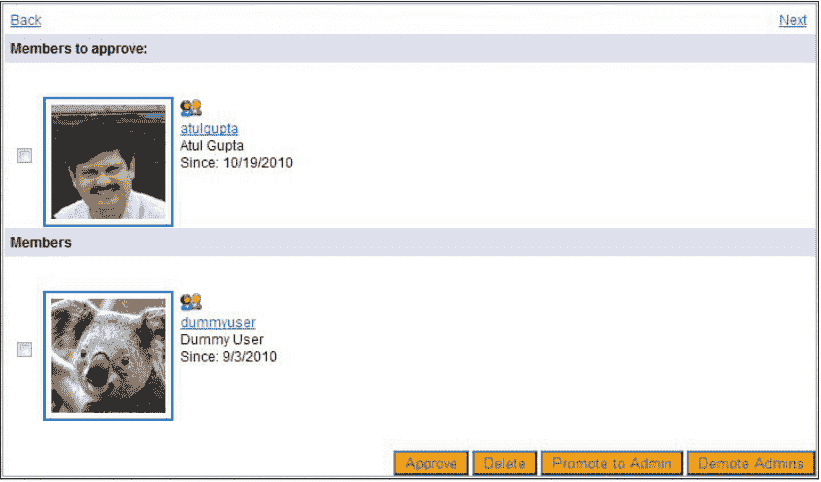 Back
Next
Members to approve:
atulgupta
Atul Gupta
Since: 10/19/2010
Members
dummyuser
Dummy User
Since: 9/3/2010
Approve
Delete
Promote to Admin
Demote Admins